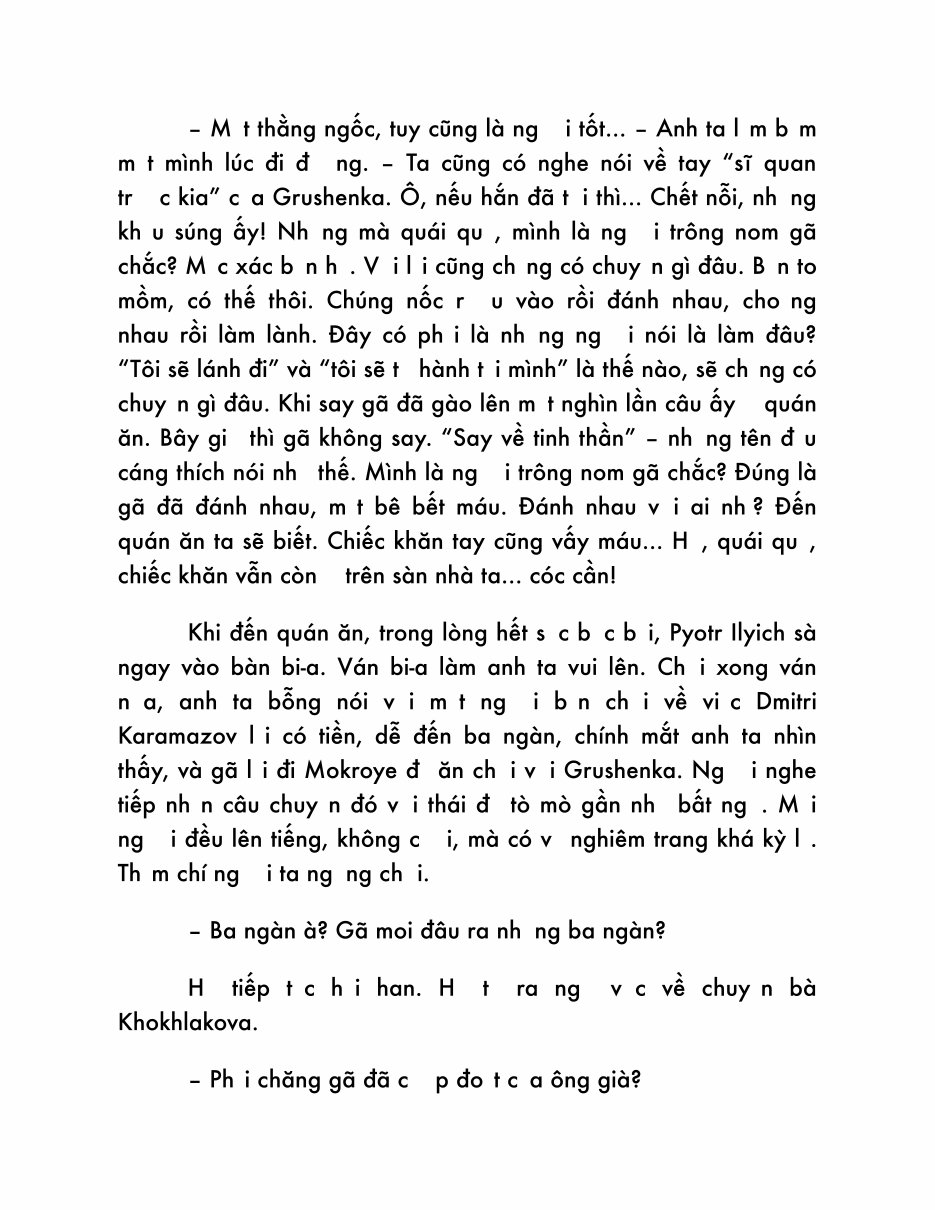 – M t thằng ngốc, tuy cũng là ng  i tốt... – Anh ta l m b m
m t mình lúc đi đ  ng. – Ta cũng có nghe nói về tay “sĩ quan
tr  c kia” c a Grushenka. Ô, nếu hắn đã t i thì... Chết nỗi, nh ng
kh u súng ấy! Nh ng mà quái qu , mình là ng  i trông nom gã
chắc? M c xác b n h . V i l i cũng ch ng có chuy n gì đâu. B n to
mồm, có thế thôi. Chúng nốc r  u vào rồi đánh nhau, cho ng
nhau rồi làm lành. Đây có ph i là nh ng ng  i nói là làm đâu?
“Tôi sẽ lánh đi” và “tôi sẽ t  hành t i mình” là thế nào, sẽ ch ng có
chuy n gì đâu. Khi say gã đã gào lên m t nghìn lần câu ấy   quán
ăn. Bây gi  thì gã không say. “Say về tinh thần” – nh ng tên đ u
cáng thích nói nh  thế. Mình là ng  i trông nom gã chắc? Đúng là
gã đã đánh nhau, m t bê bết máu. Đánh nhau v i ai nh ? Đến
quán ăn ta sẽ biết. Chiếc khăn tay cũng vấy máu... H , quái qu ,
chiếc khăn vẫn còn   trên sàn nhà ta... cóc cần!
Khi đến quán ăn, trong lòng hết s c b c b i, Pyotr Ilyich sà
ngay vào bàn bi-a. Ván bi-a làm anh ta vui lên. Ch i xong ván
n a, anh ta bỗng nói v i m t ng  i b n ch i về vi c Dmitri
Karamazov l i có tiền, dễ đến ba ngàn, chính mắt anh ta nhìn
thấy, và gã l i đi Mokroye đ  ăn ch i v i Grushenka. Ng  i nghe
tiếp nh n câu chuy n đó v i thái đ  tò mò gần nh  bất ng . M i
ng  i đều lên tiếng, không c  i, mà có v  nghiêm trang khá kỳ l .
Th m chí ng  i ta ng ng ch i.
– Ba ngàn à? Gã moi đâu ra nh ng ba ngàn?
H  tiếp t c h i han. H  t  ra ng  v c về chuy n bà
Khokhlakova.
– Ph i chăng gã đã c  p đo t c a ông già?